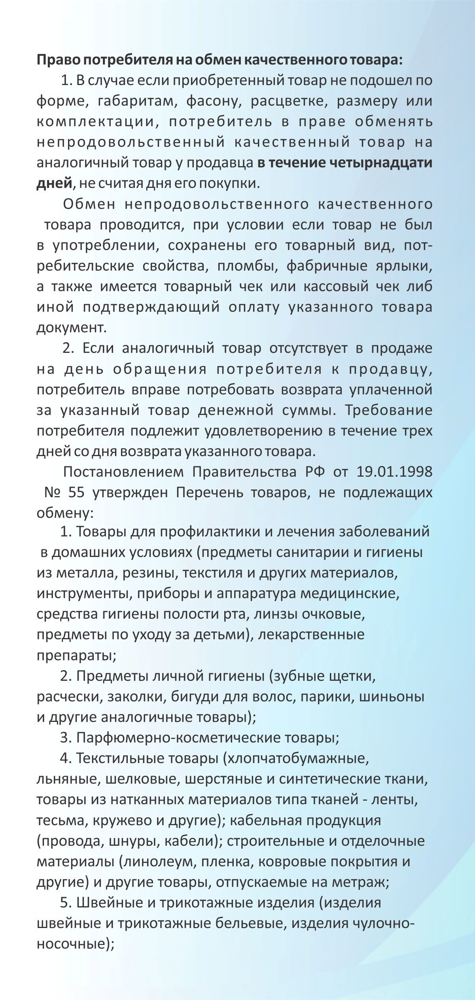 Право потребителя на обмен качественного товара:
1. В случае если приобретенный товар не подошел по
форме, габаритам, фасону, расцветке, размеру или
комплектации, потребитель в праве обменять
непродовольственный качественный товар на
аналогичный товар у продавца в течение четырнадцати
дней, не считая дня его покупки.
Обмен непродовольственного качественного
товара проводится, при условии если товар не был
в употреблении, сохранены его товарный вид, пот-
ребительские свойства, пломбы, фабричные ярлыки,
а также имеется товарный чек или кассовый чек либ
иной подтверждающий оплату указанного товара
документ.
2. Если аналогичный товар отсутствует в продаже
на день обращения потребителя к продавцу,
потребитель вправе потребовать возврата уплаченной
за указанный товар денежной суммы. Требование
потребителя подлежит удовлетворению в течение трех
дней со дня возврата указанного товара.
Постановлением Правительства РФ от 19.01.1998
№ 55 утвержден Перечень товаров, не подлежащих
обмену:
1. Товары для профилактики и лечения заболеваний
в домашних условиях (предметы санитарии и гигиены
из металла, резины, текстиля и других материалов,
инструменты, приборы и аппаратура медицинские,
средства гигиены полости рта, линзы очковые,
предметы по уходу за детьми), лекарственные
препараты;
2. Предметы личной гигиены (зубные щетки,
расчески, заколки, бигуди для волос, парики, шиньоны
и другие аналогичные товары);
3. Парфюмерно-косметические товары;
4. Текстильные товары (хлопчатобумажные,
льняные, шелковые, шерстяные и синтетические ткани,
товары из натканных материалов типа тканей - ленты,
тесьма, кружево и другие); кабельная продукция
(провода, шнуры, кабели); строительные и отделочные
материалы (линолеум, пленка, ковровые покрытия и
другие) и другие товары, отпускаемые на метраж;
5. Швейные и трикотажные изделия (изделия
швейные и трикотажные бельевые, изделия чулочно-
носочные);